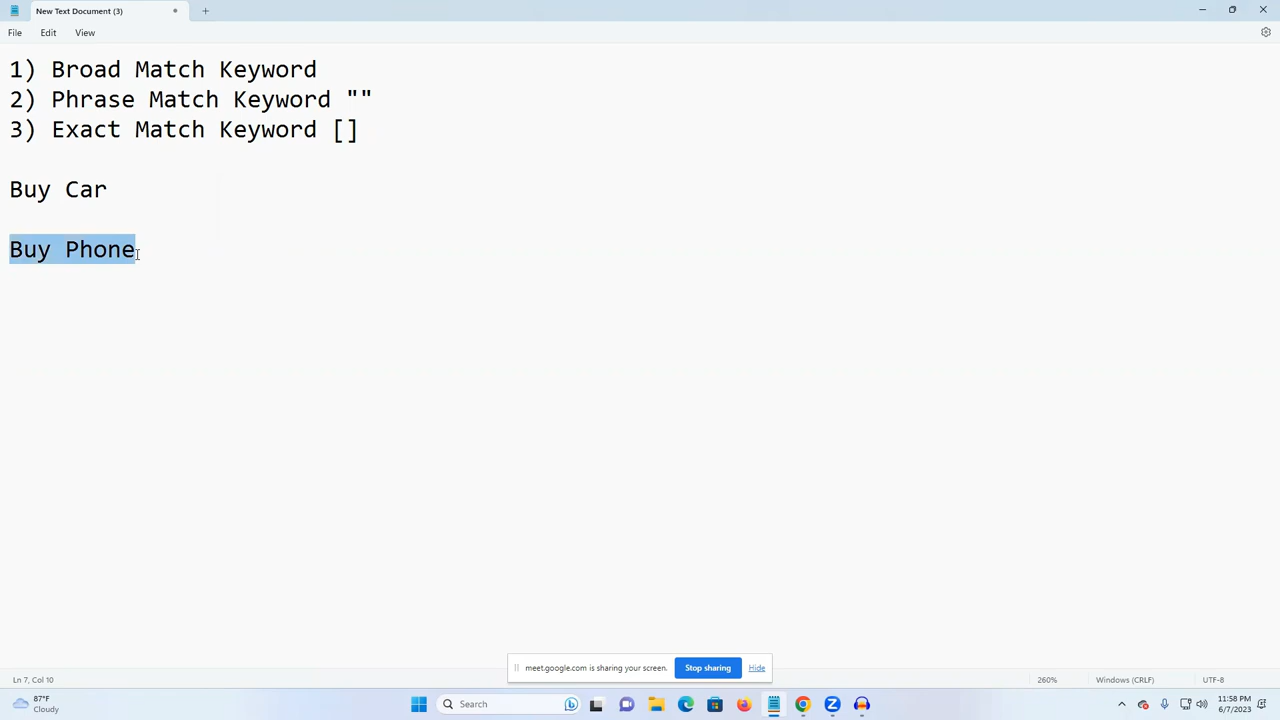 New Text Document (3)
File Edit View
1) Broad Match Keyword
2) Phrase Match Keyword ""
3) Exact Match Keyword []
Buy Car
Buy Phone
meet.google.com is sharing your screen. Stop sharing Hide
Ln 7, Col 10 260% Windows (CRLF) UTF-8
87°F
Cloudy
Search
11:58 PM
6/7/2023